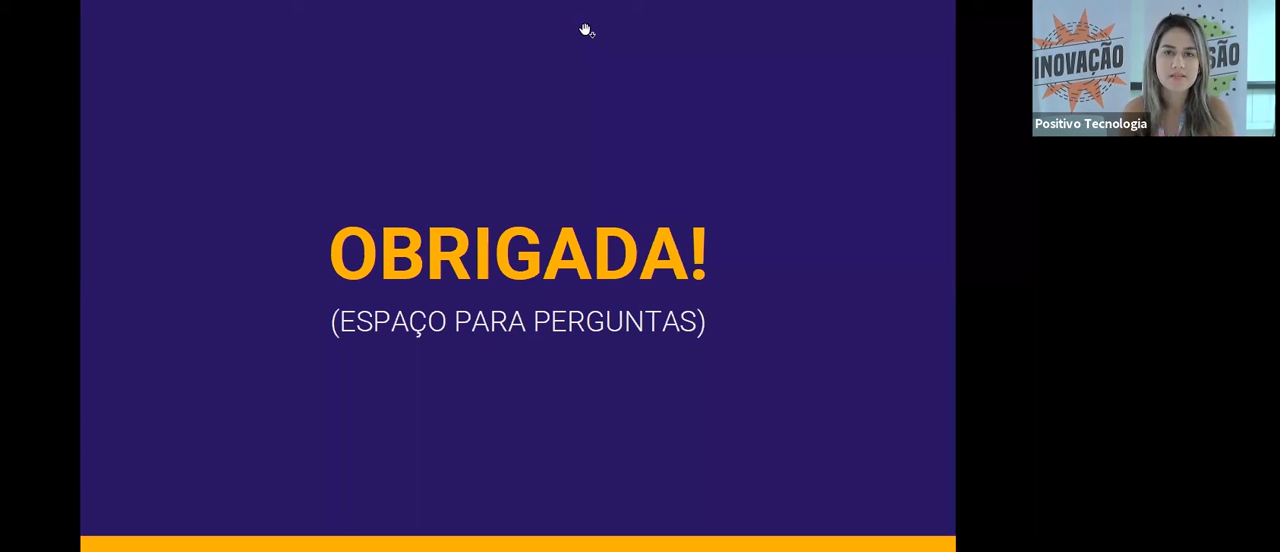 OBRIGADA!
(ESPAÇO PARA PERGUNTAS)
INOVAÇÃO
Positivo Tecnologia